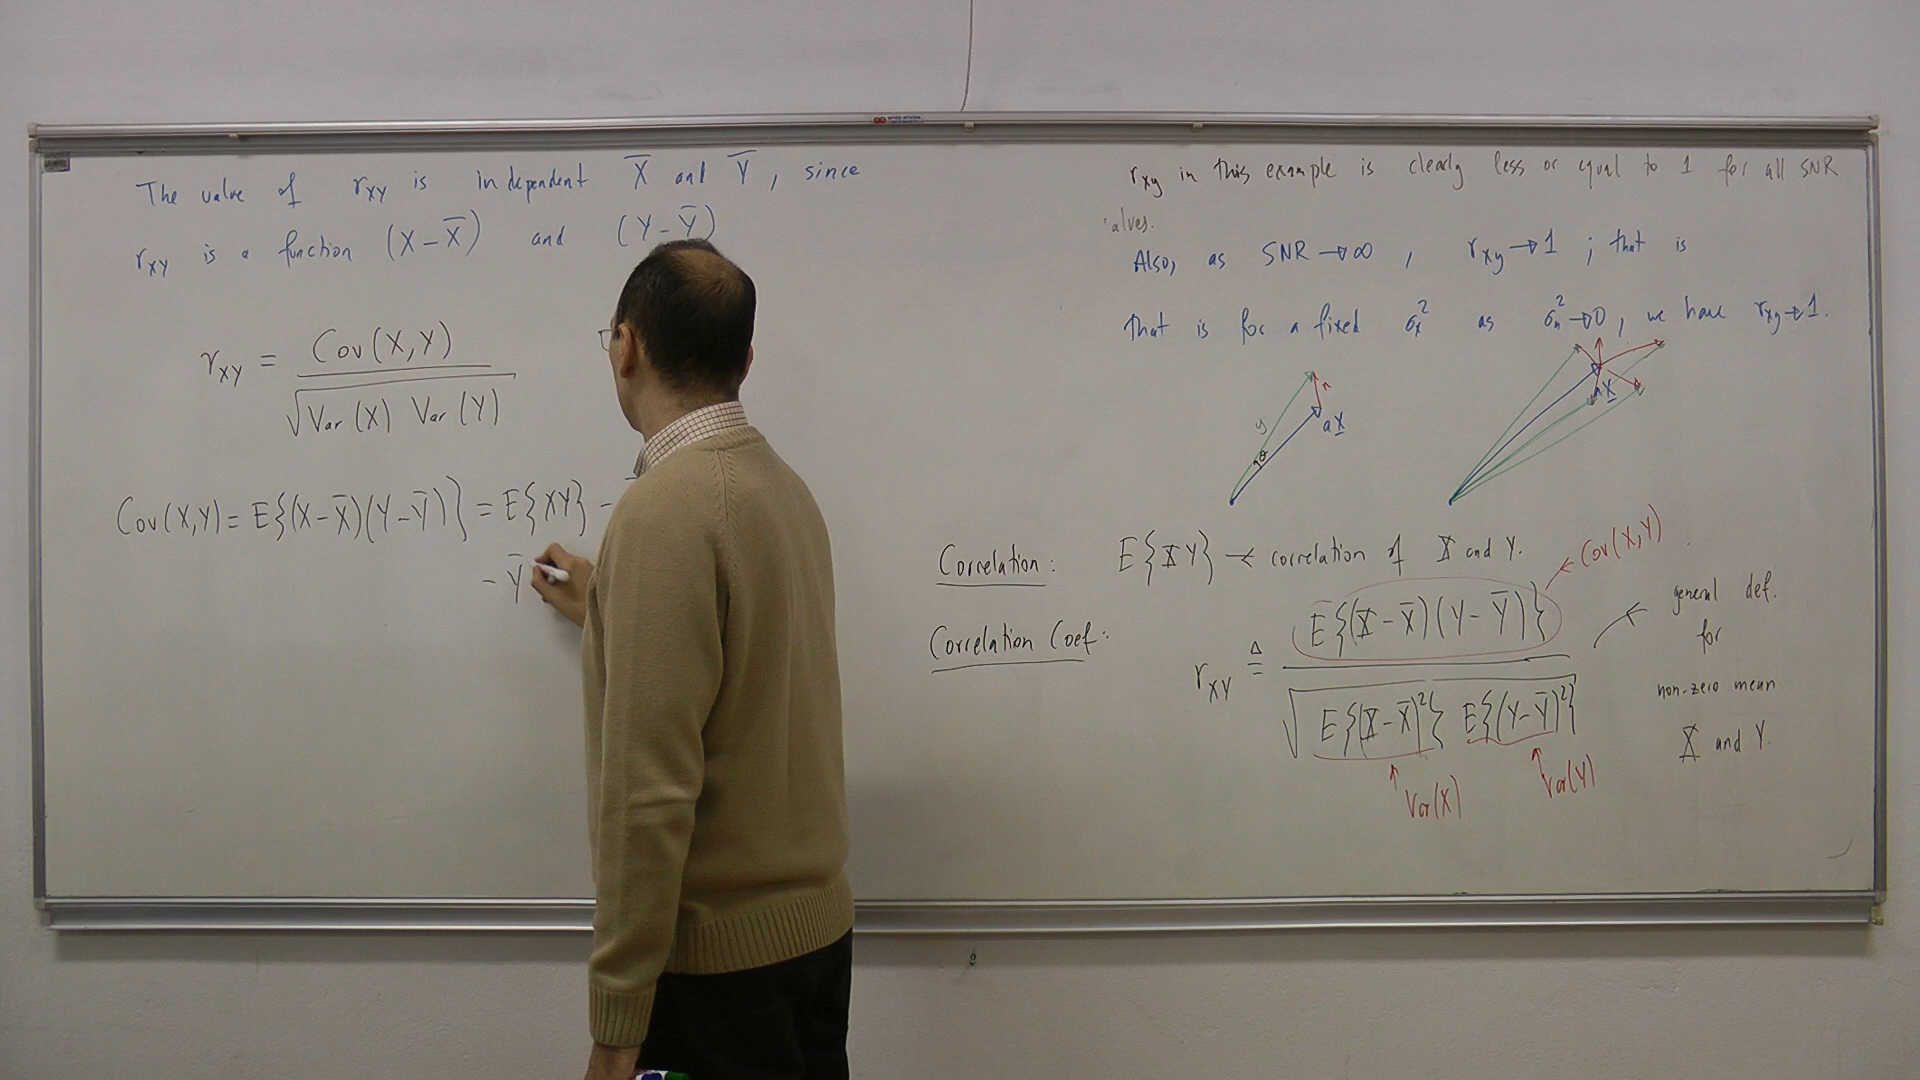 The value of r_XY is independent X̅ and Y̅, since
r_XY is a function (X-X̅) and (Y-Y̅)
r_XY = Cov(X,Y)
√Var(X) Var(Y)
Cov(X,Y) = E{(X-X̅)(Y-Y̅)} = E{XY} -
- Y̅
r_xy in this example is clearly less or equal to 1 for all SNR
alves.
Also, as SNR → ∞ , r_xy → 1 ; that is
That is for a fixed σ_x² as σ_n² → 0, we have r_xy → 1.
y θ n aX
aX
Correlation: E{XY} ← correlation of X and Y.
Cov(X,Y).
Correlation Coef: r_XY ≜ E{(X-X̅)(Y-Y̅)}
√E{(X-X̅)²} E{(Y-Y̅)²}
Var(X) Var(Y)
general def.
for
non-zero mean
X and Y.